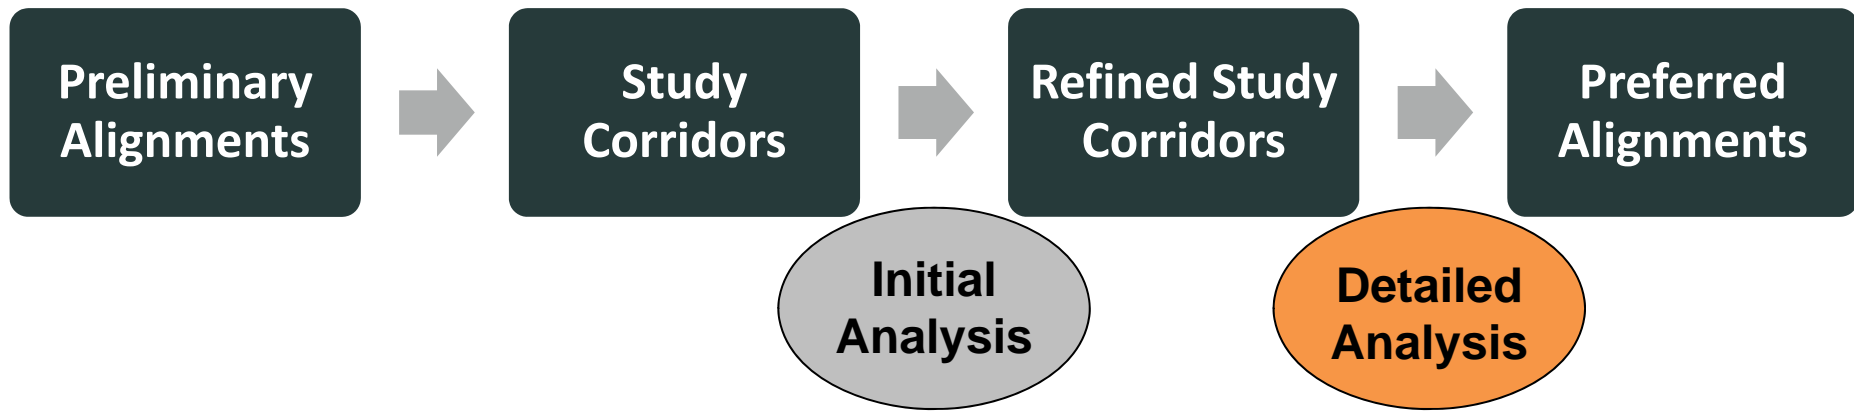 Preliminary
Alignments
Study
Corridors
Refined Study
Corridors
Preferred
Alignments
Initial
Analysis
Detailed
Analysis